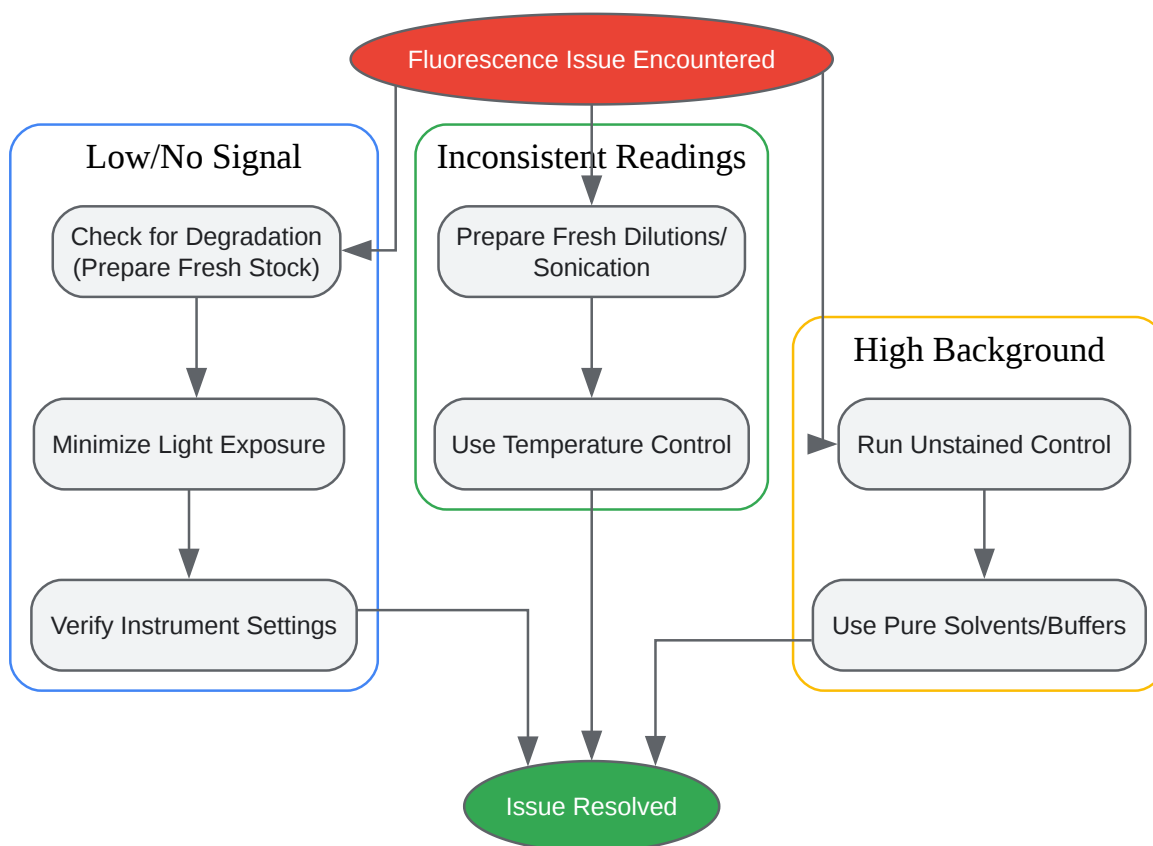 Fluorescence Issue Encountered
Low/No Signal
Check for Degradation
(Prepare Fresh Stock)
Minimize Light Exposure
Verify Instrument Settings
Inconsistent Readings
Prepare Fresh Dilutions/
Sonication
Use Temperature Control
High Background
Run Unstained Control
Use Pure Solvents/Buffers
Issue Resolved